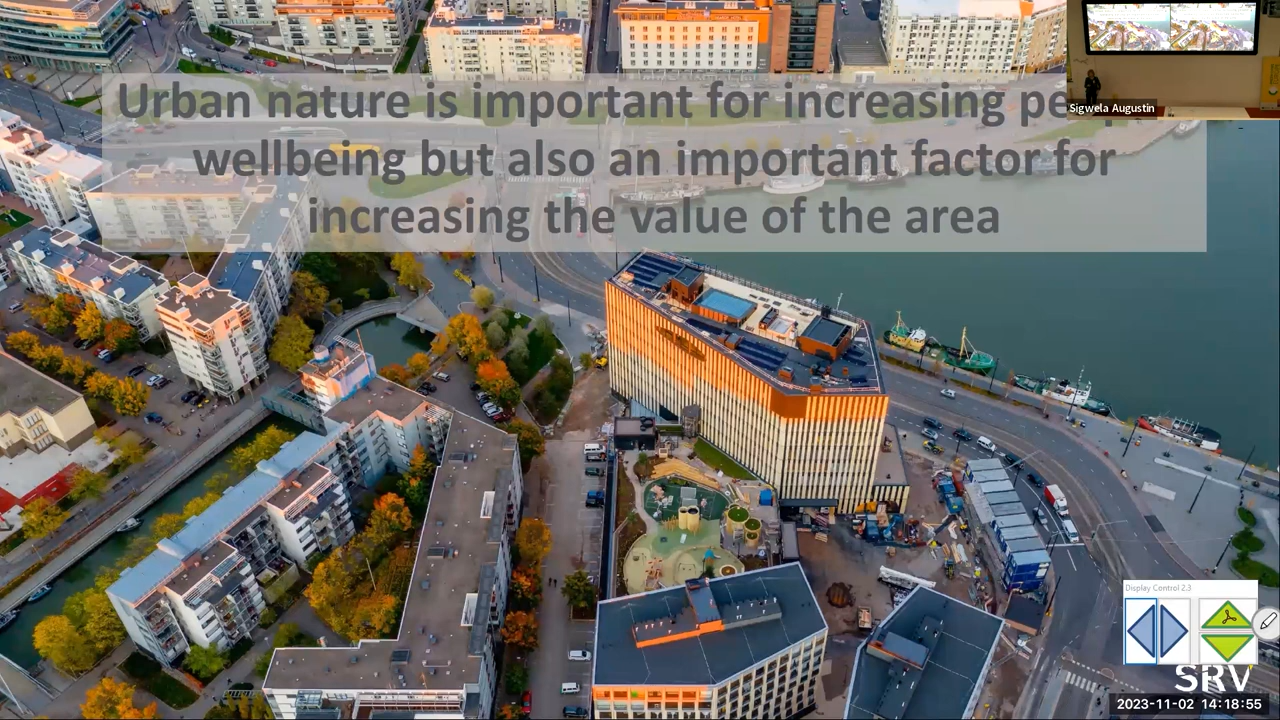 Urban nature is important for increasing
wellbeing but also an important factor for
increasing the value of the area
Sigwela Augustin
Display Control 2.3
SRV
2023-11-02 14:18:55